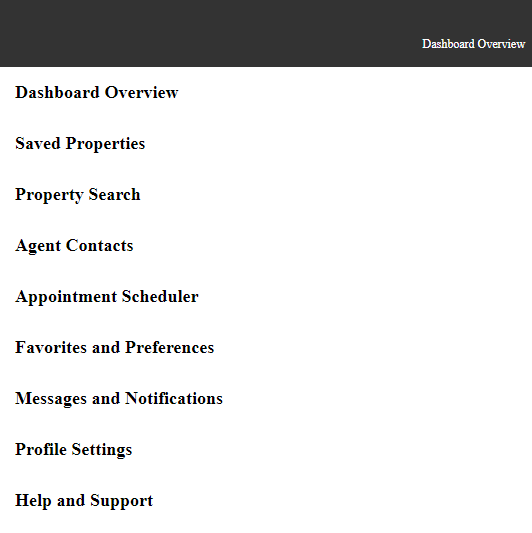 Dashboard Overview
Dashboard Overview
Saved Properties
Property Search
Agent Contacts
Appointment Scheduler
Favorites and Preferences
Messages and Notifications
Profile Settings
Help and Support